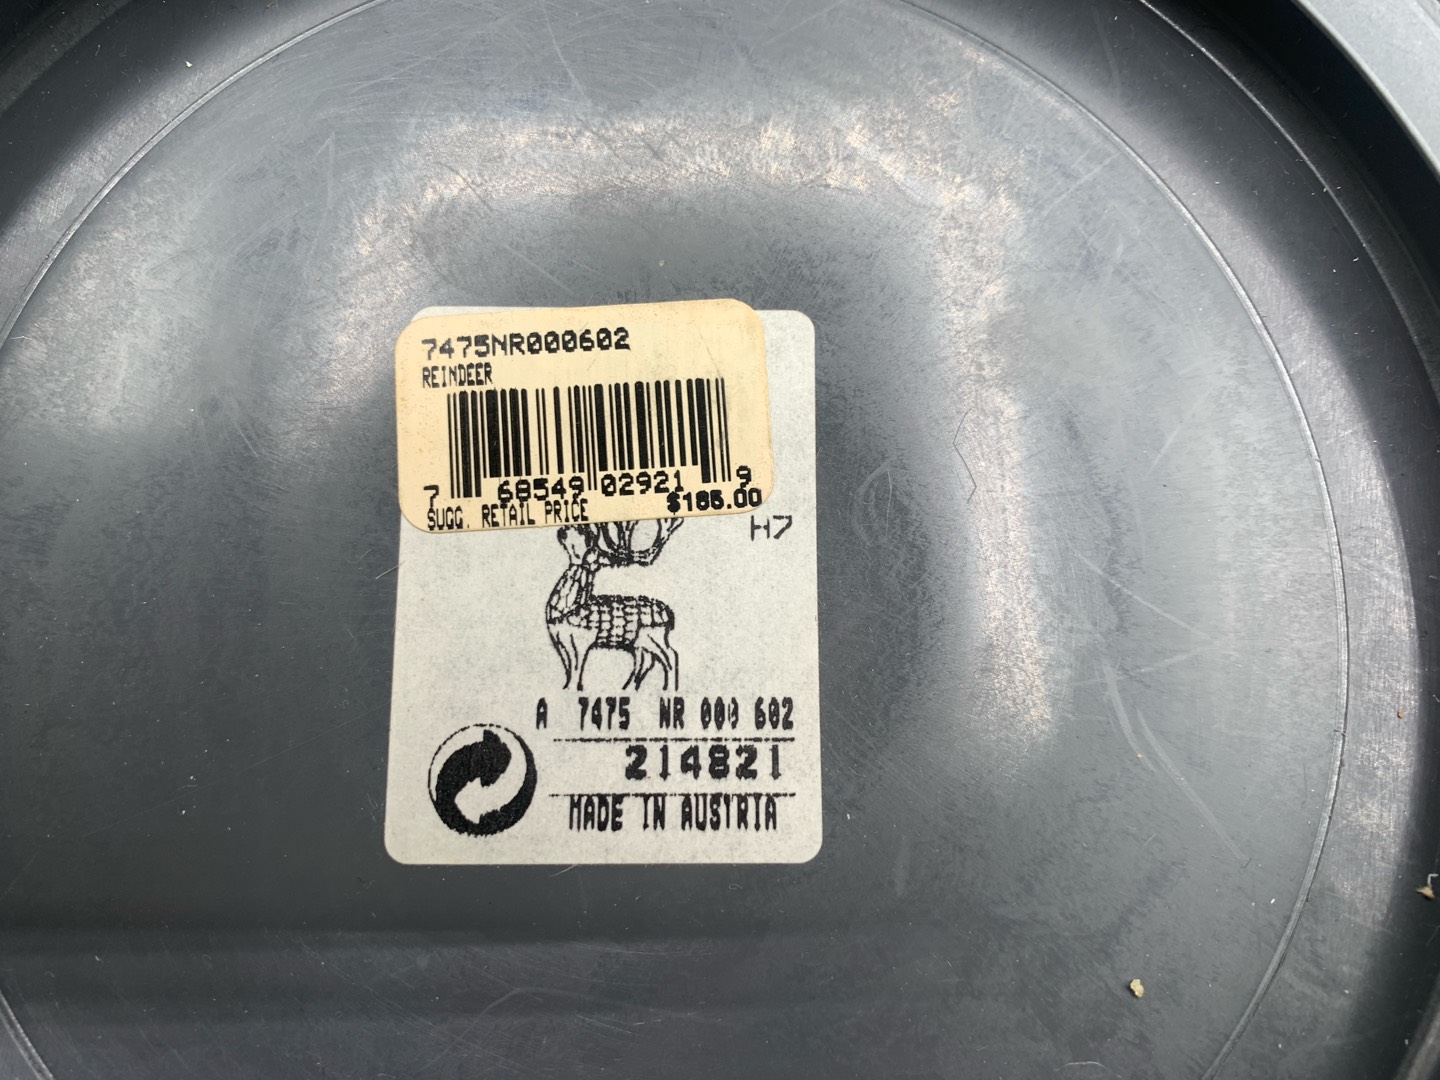 7475NR000602
REINDEER
7 68549 02921 9
SUGG. RETAIL PRICE $185.00
H7
A 7475 NR 000 602
214821
MADE IN AUSTRIA